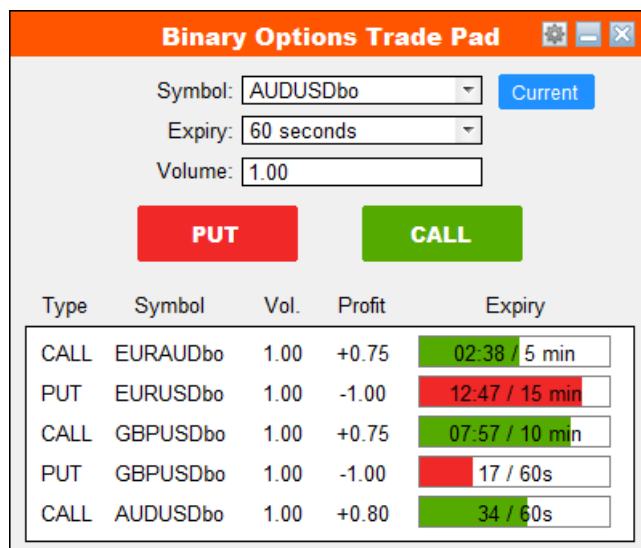 Binary Options Trade Pad
Symbol: AUDUSDbo Current
Expiry: 60 seconds
Volume: 1.00
PUT CALL
Type Symbol Vol. Profit Expiry
CALL EURAUDbo 1.00 +0.75 02:38 / 5 min
PUT EURUSDbo 1.00 -1.00 12:47 / 15 min
CALL GBPUSDbo 1.00 +0.75 07:57 / 10 min
PUT GBPUSDbo 1.00 -1.00 17 / 60s
CALL AUDUSDbo 1.00 +0.80 34 / 60s